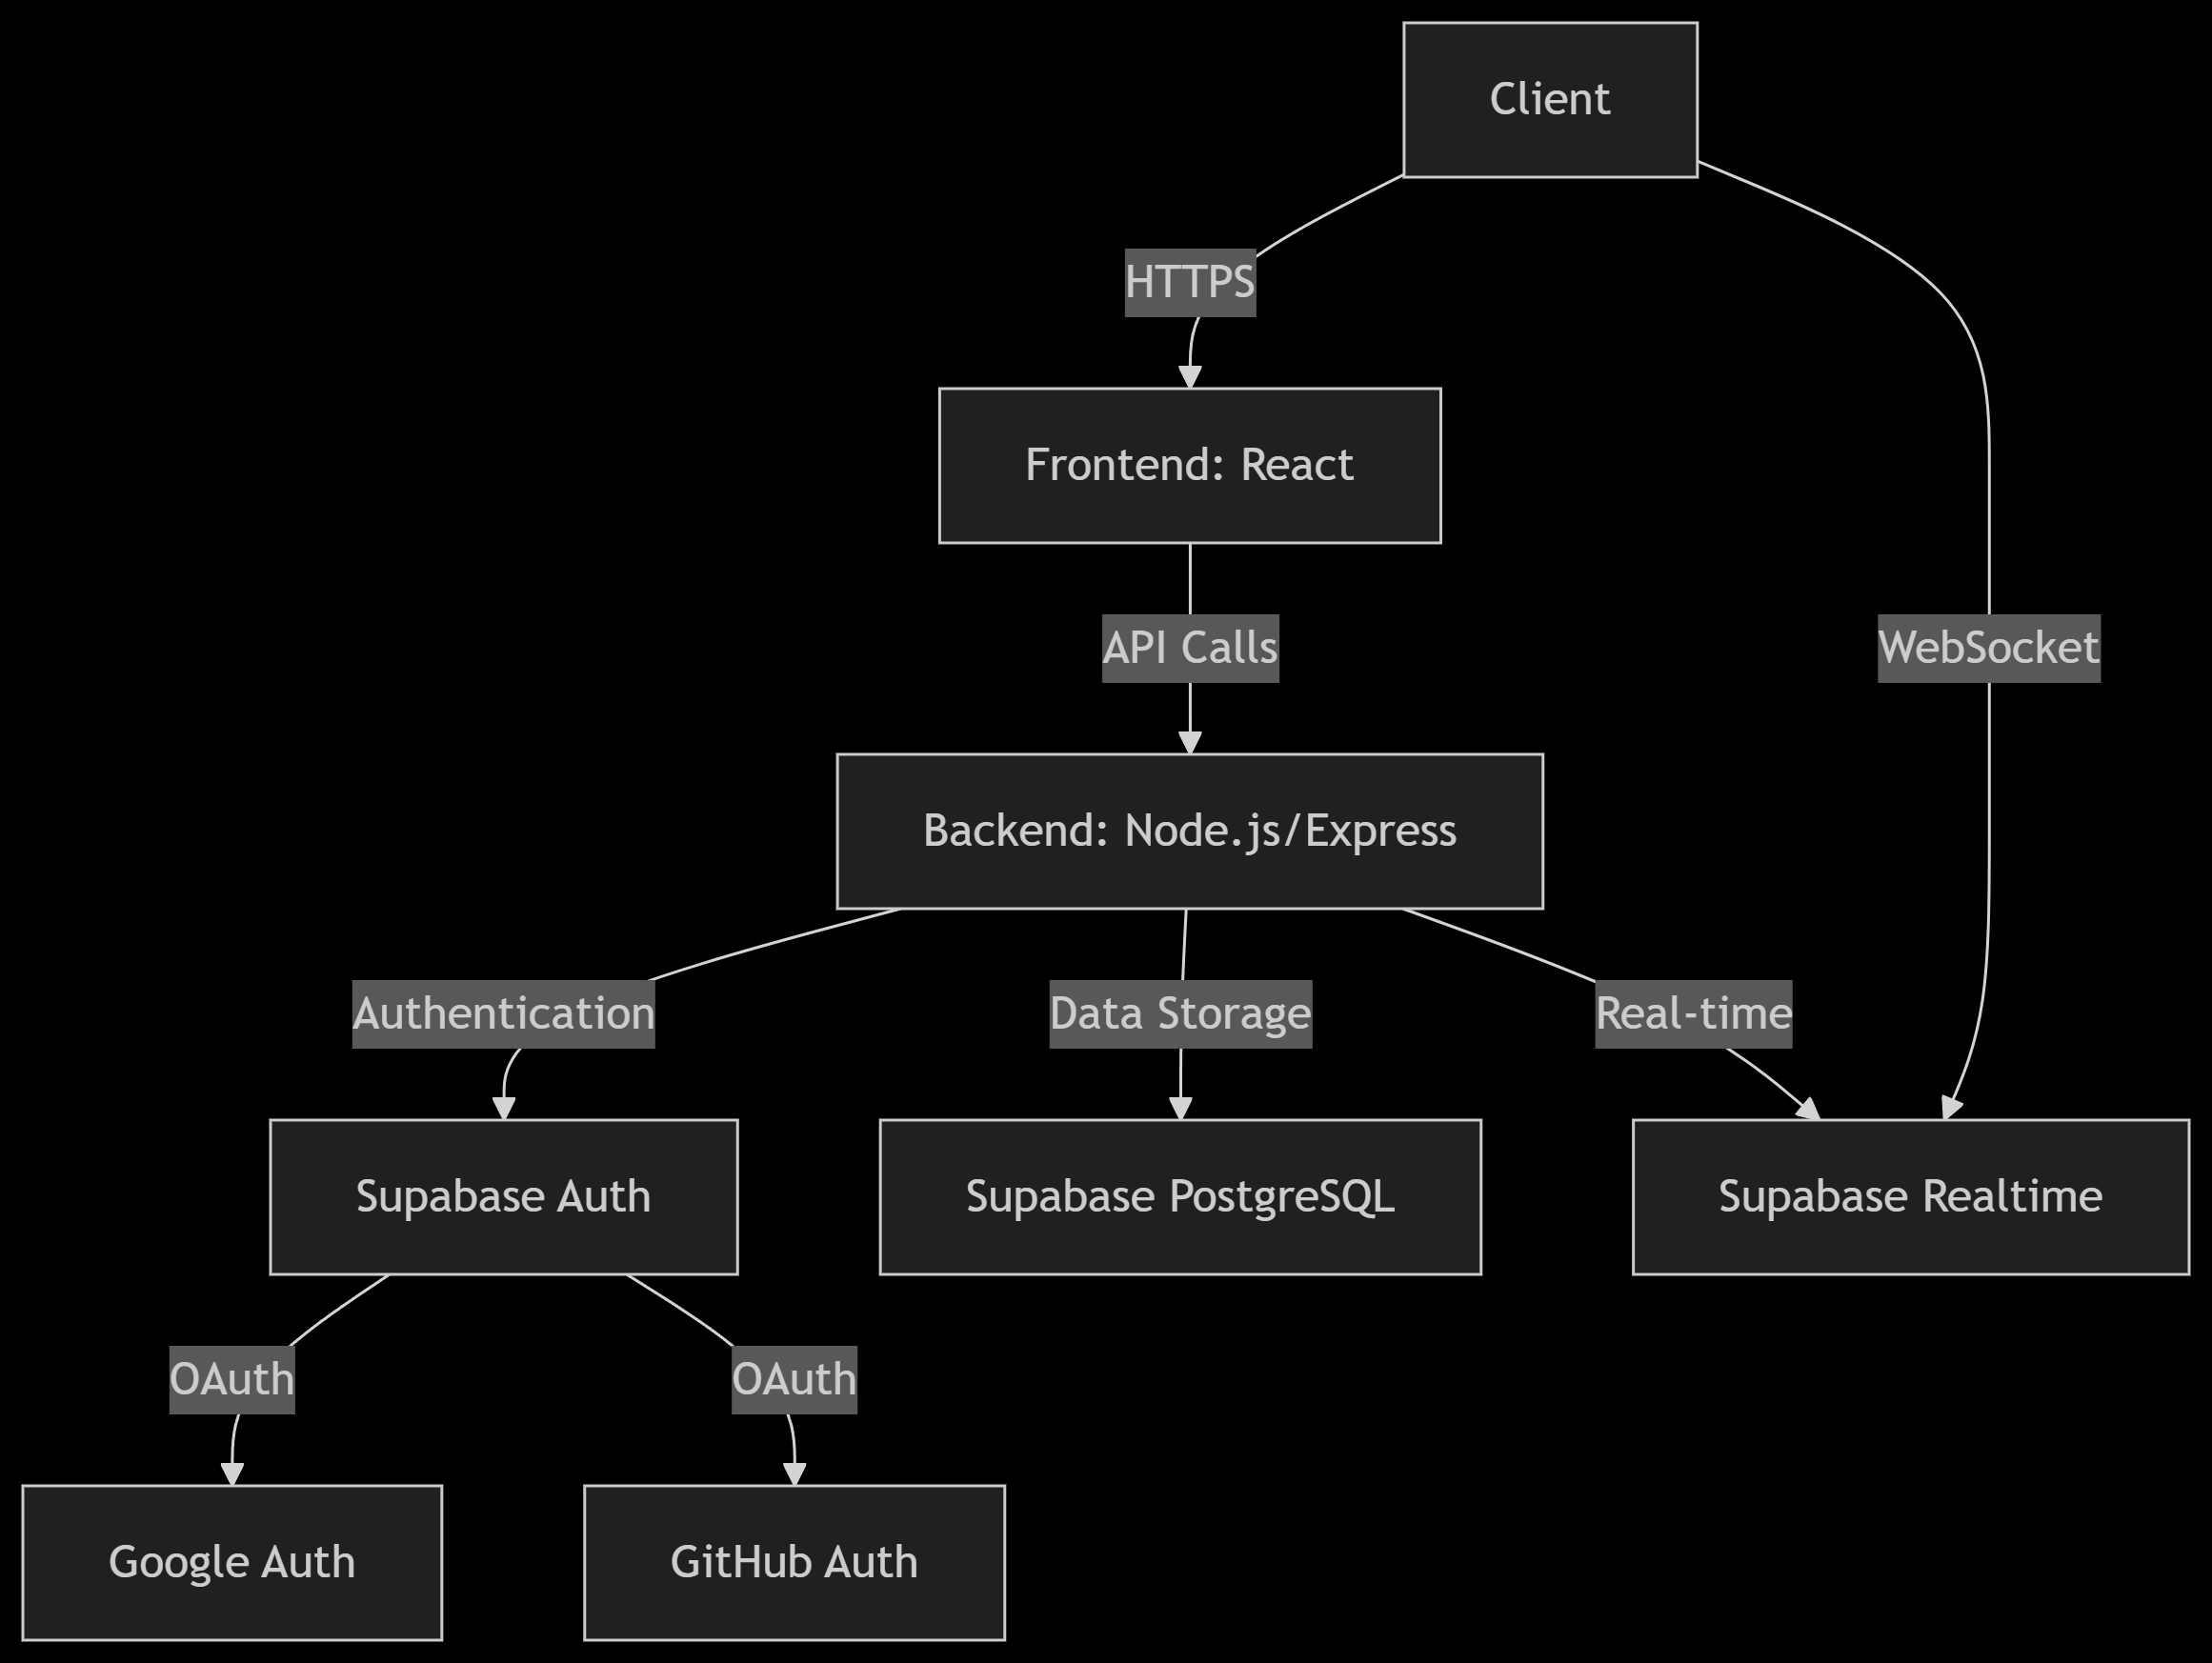 Client
HTTPS
Frontend: React
API Calls
WebSocket
Backend: Node.js/Express
Authentication
Data Storage
Real-time
Supabase Auth
Supabase PostgreSQL
Supabase Realtime
OAuth
OAuth
Google Auth
GitHub Auth